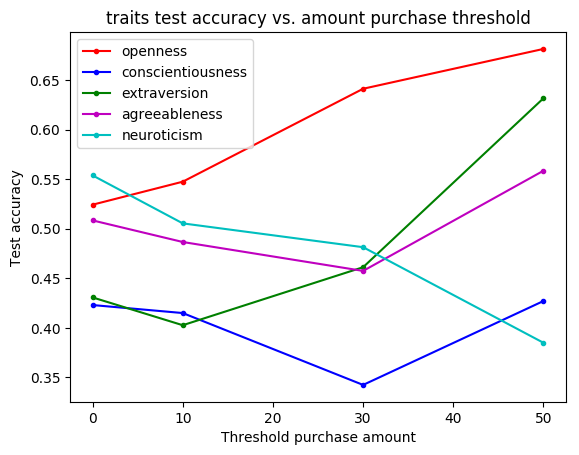 traits test accuracy vs. amount purchase threshold
openness
conscientiousness
extraversion
agreeableness
neuroticism
0.65
0.60
0.55
0.50
0.45
0.40
0.35
Test accuracy
0 10 20 30 40 50
Threshold purchase amount